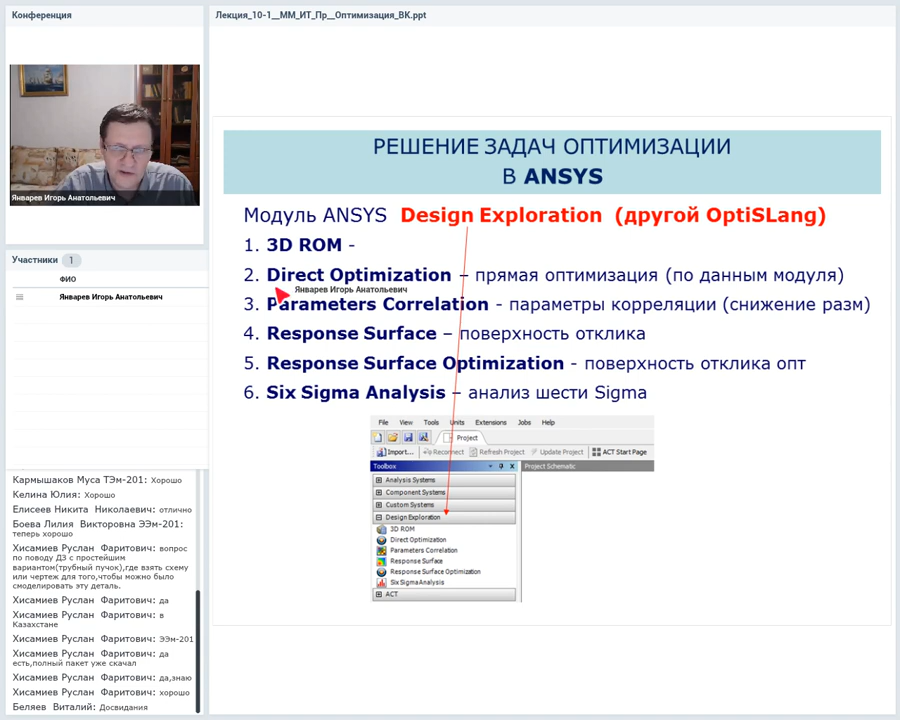 Конференция
Январев Игорь Анатольевич
Участники 1
ФИО
Январев Игорь Анатольевич
Кармышаков Муса ТЭм-201: Хорошо
Келина Юлия: Хорошо
Елисеев Никита Николаевич: отлично
Боева Лилия Викторовна ЭЭм-201:
теперь хорошо
Хисамиев Руслан Фаритович: вопрос
по поводу ДЗ с простейшим
вариантом(трубный пучок),где взять схему
или чертеж для того,чтобы можно было
смоделировать эту деталь.
Хисамиев Руслан Фаритович: да
Хисамиев Руслан Фаритович: в
Казахстане
Хисамиев Руслан Фаритович: ЭЭм-201
Хисамиев Руслан Фаритович: да
есть,полный пакет уже скачал
Хисамиев Руслан Фаритович: да,знаю
Хисамиев Руслан Фаритович: хорошо
Беляев Виталий: Досвидания
Лекция_10-1__ММ_ИТ_Пр__Оптимизация_ВК.ppt
РЕШЕНИЕ ЗАДАЧ ОПТИМИЗАЦИИ
В ANSYS
Модуль ANSYS Design Exploration (другой OptiSLang)
1. 3D ROM -
2. Direct Optimization – прямая оптимизация (по данным модуля)
Январев Игорь Анатольевич
3. Parameters Correlation - параметры корреляции (снижение разм)
4. Response Surface – поверхность отклика
5. Response Surface Optimization - поверхность отклика опт
6. Six Sigma Analysis – анализ шести Sigma
File View Tools Units Extensions Jobs Help
Project
Import... Reconnect Refresh Project Update Project ACT Start Page
Toolbox Project Schematic
Analysis Systems
Component Systems
Custom Systems
Design Exploration
3D ROM
Direct Optimization
Parameters Correlation
Response Surface
Response Surface Optimization
Six Sigma Analysis
ACT